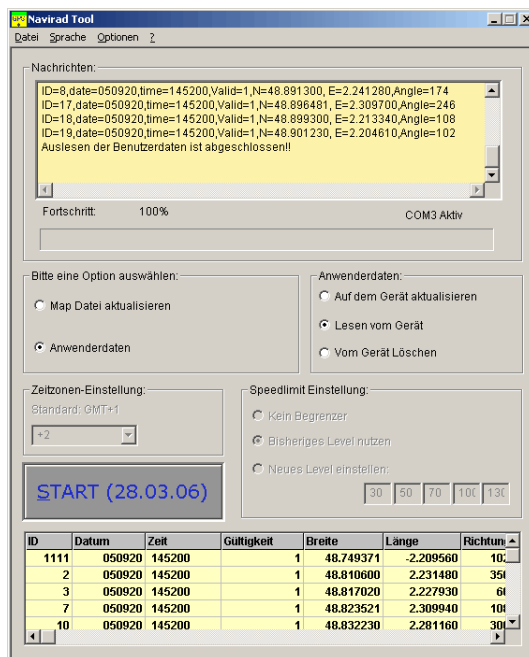 GPS Navirad Tool
Datei Sprache Optionen ?
Nachrichten:
ID=8,date=050920,time=145200,Valid=1,N=48.891300, E=2.241280,Angle=174
ID=17,date=050920,time=145200,Valid=1,N=48.896481, E=2.309700,Angle=246
ID=18,date=050920,time=145200,Valid=1,N=48.899300, E=2.213340,Angle=108
ID=19,date=050920,time=145200,Valid=1,N=48.901230, E=2.204610,Angle=102
Auslesen der Benutzerdaten ist abgeschlossen!!
Fortschritt: 100% COM3 Aktiv
Bitte eine Option auswählen:
Map Datei aktualisieren
Anwenderdaten
Anwenderdaten:
Auf dem Gerät aktualisieren
Lesen vom Gerät
Vom Gerät Löschen
Zeitzonen-Einstellung:
Standard: GMT+1
+2
Speedlimit Einstellung:
Kein Begrenzer
Bisheriges Level nutzen
Neues Level einstellen:
30 50 70
START (28.03.06)
ID Datum Zeit Gültigkeit Breite Länge
1111 050920 145200 1 48.749371 -2.209560
2 050920 145200 1 48.810600 2.231480
3 050920 145200 1 48.817020 2.227930
7 050920 145200 1 48.823521 2.309940
10 050920 145200 1 48.832230 2.281160